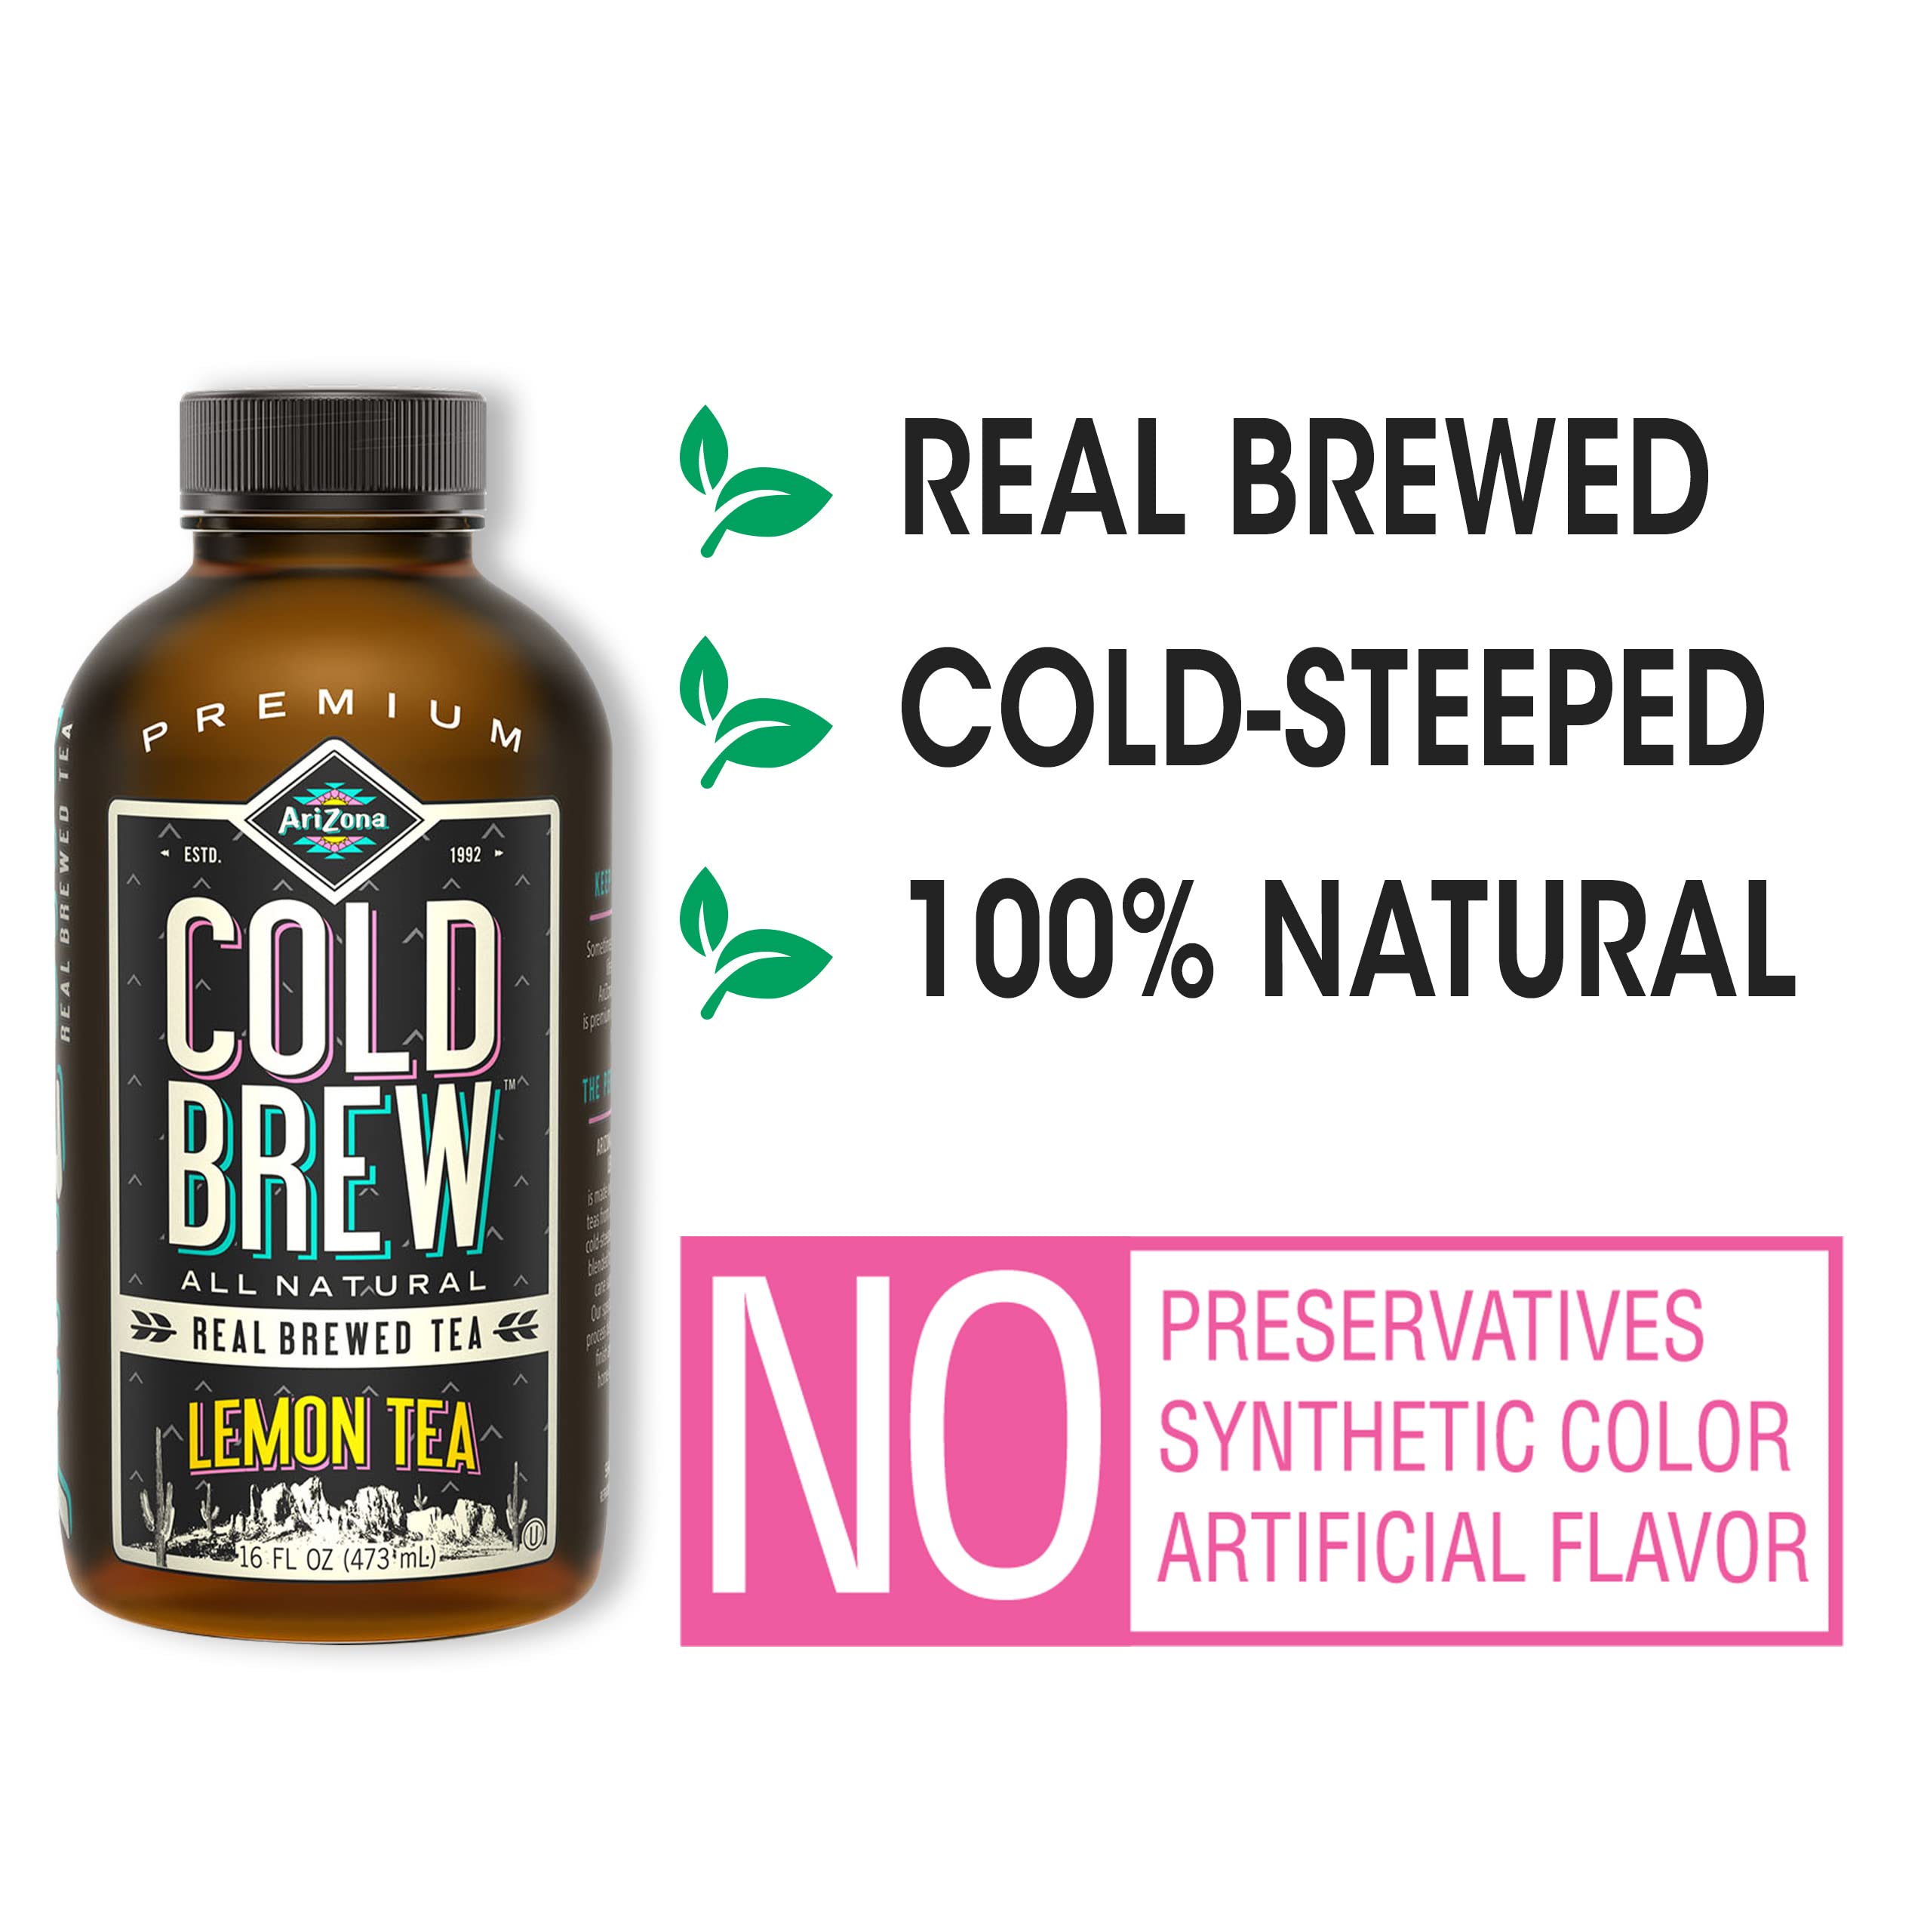 PREMIUM
AriZona
ESTD. 1992
COLD
BREW™
ALL NATURAL
REAL BREWED TEA
LEMON TEA
16 FL OZ (473 mL)
U
REAL BREWED TEA
REAL BREWED
COLD-STEEPED
100% NATURAL
NO
PRESERVATIVES
SYNTHETIC COLOR
ARTIFICIAL FLAVOR